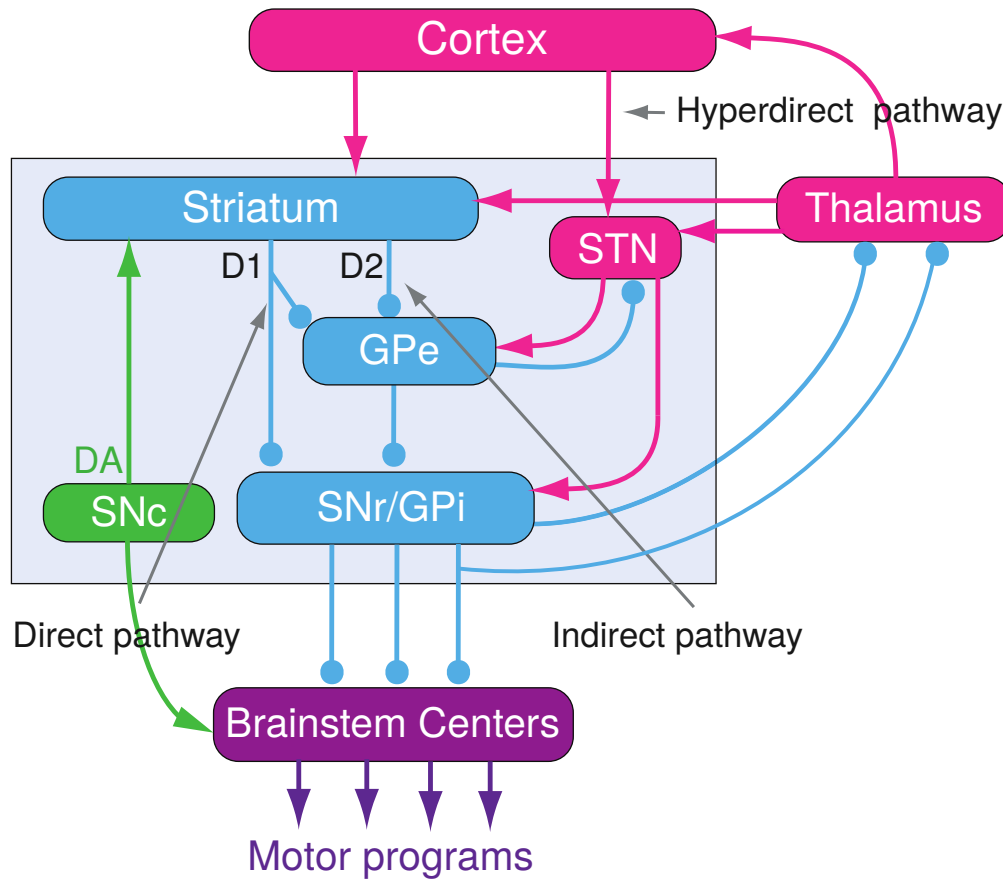 Cortex
Hyperdirect pathway
Striatum
Thalamus
STN
D1
D2
GPe
DA
SNc
SNr/GPi
Direct pathway
Indirect pathway
Brainstem Centers
Motor programs